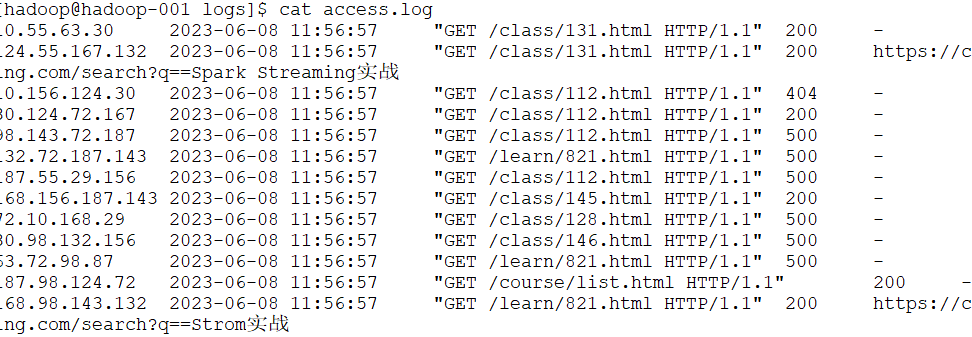 [hadoop@hadoop-001 logs]$ cat access.log
10.55.63.30 2023-06-08 11:56:57 "GET /class/131.html HTTP/1.1" 200 -
124.55.167.132 2023-06-08 11:56:57 "GET /class/131.html HTTP/1.1" 200 https://c
ing.com/search?q==Spark Streaming实战
10.156.124.30 2023-06-08 11:56:57 "GET /class/112.html HTTP/1.1" 404 -
30.124.72.167 2023-06-08 11:56:57 "GET /class/112.html HTTP/1.1" 200 -
98.143.72.187 2023-06-08 11:56:57 "GET /class/112.html HTTP/1.1" 500 -
132.72.187.143 2023-06-08 11:56:57 "GET /learn/821.html HTTP/1.1" 500 -
187.55.29.156 2023-06-08 11:56:57 "GET /class/112.html HTTP/1.1" 500 -
168.156.187.143 2023-06-08 11:56:57 "GET /class/145.html HTTP/1.1" 200 -
72.10.168.29 2023-06-08 11:56:57 "GET /class/128.html HTTP/1.1" 500 -
30.98.132.156 2023-06-08 11:56:57 "GET /class/146.html HTTP/1.1" 500 -
63.72.98.87 2023-06-08 11:56:57 "GET /learn/821.html HTTP/1.1" 500 -
187.98.124.72 2023-06-08 11:56:57 "GET /course/list.html HTTP/1.1" 200 -
168.98.143.132 2023-06-08 11:56:57 "GET /learn/821.html HTTP/1.1" 200 https://c
ing.com/search?q==Strom实战